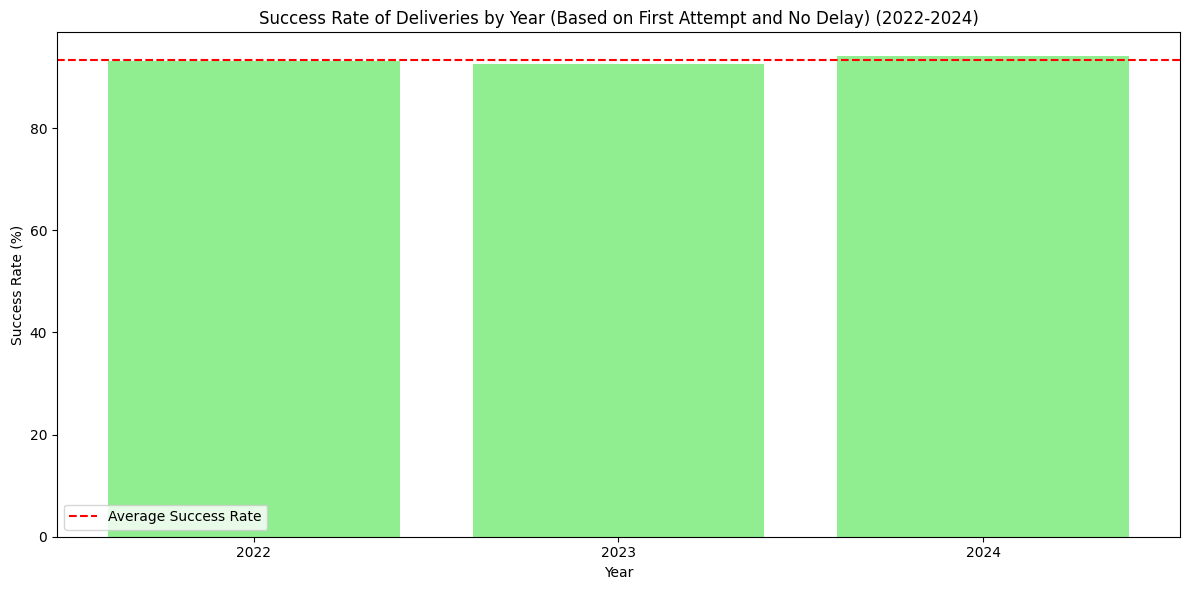 Success Rate of Deliveries by Year (Based on First Attempt and No Delay) (2022-2024)
Success Rate (%)
80
60
40
20
0
Average Success Rate
2022
2023
2024
Year